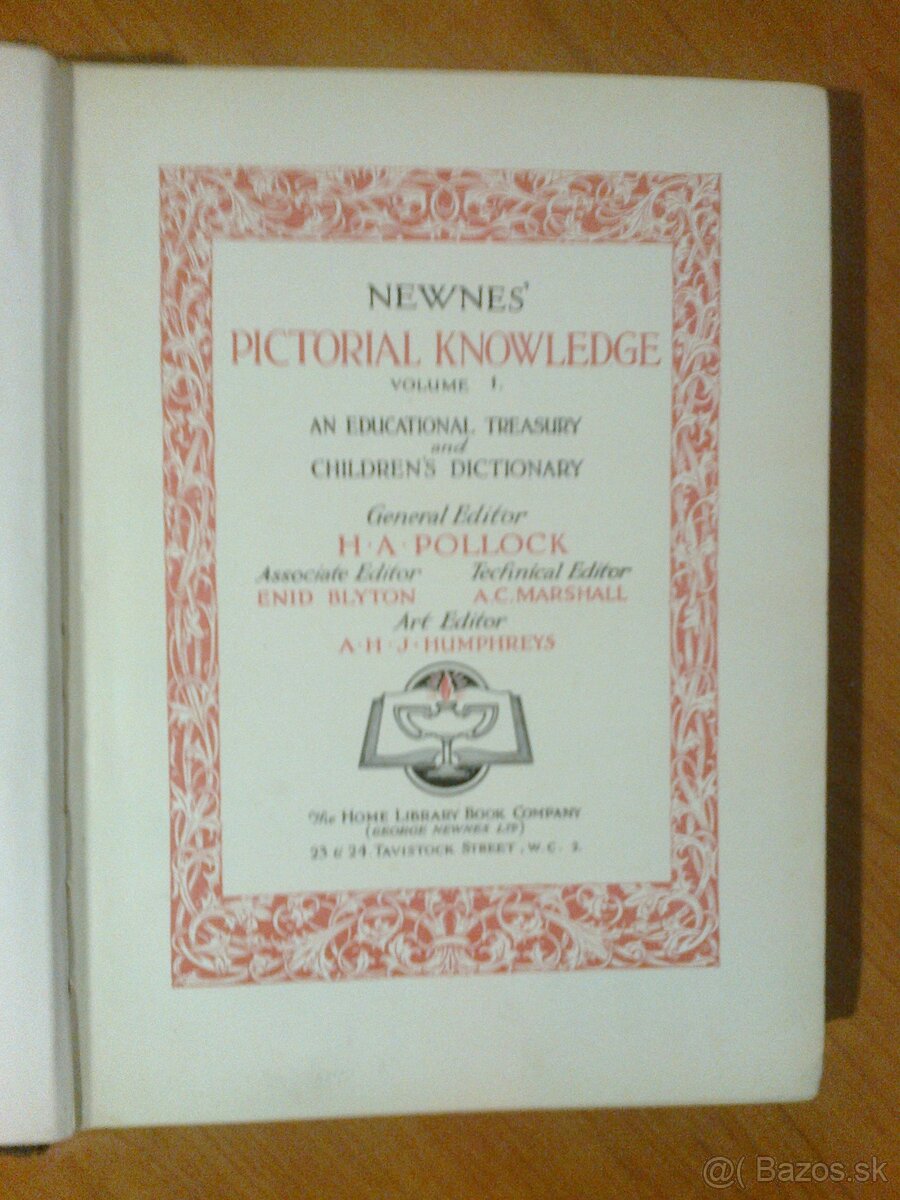 NEWNES'
PICTORIAL KNOWLEDGE
VOLUME I.
AN EDUCATIONAL TREASURY
and
CHILDREN'S DICTIONARY
General Editor
H·A·POLLOCK
Associate Editor Technical Editor
ENID BLYTON A.C. MARSHALL
Art Editor
A·H·J·HUMPHREYS
The HOME LIBRARY BOOK COMPANY
(GEORGE NEWNES LTD)
23 & 24 TAVISTOCK STREET, W.C. 2.
@( Bazos.sk